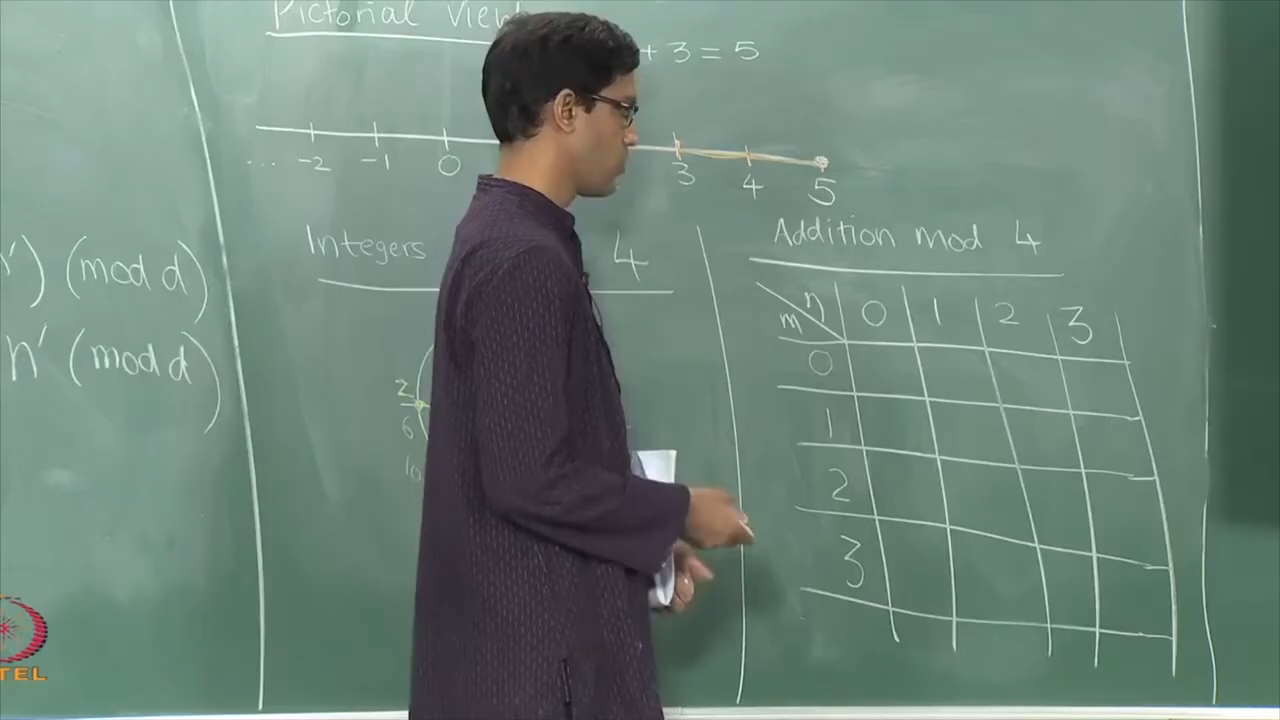 Pictorial View
+ 3 = 5
... -2 -1 0 3 4 5
Integers 4
2
6
10
') (mod d)
n' (mod d)
Addition mod 4
n 0 1 2 3
m
0
1
2
3
TEL